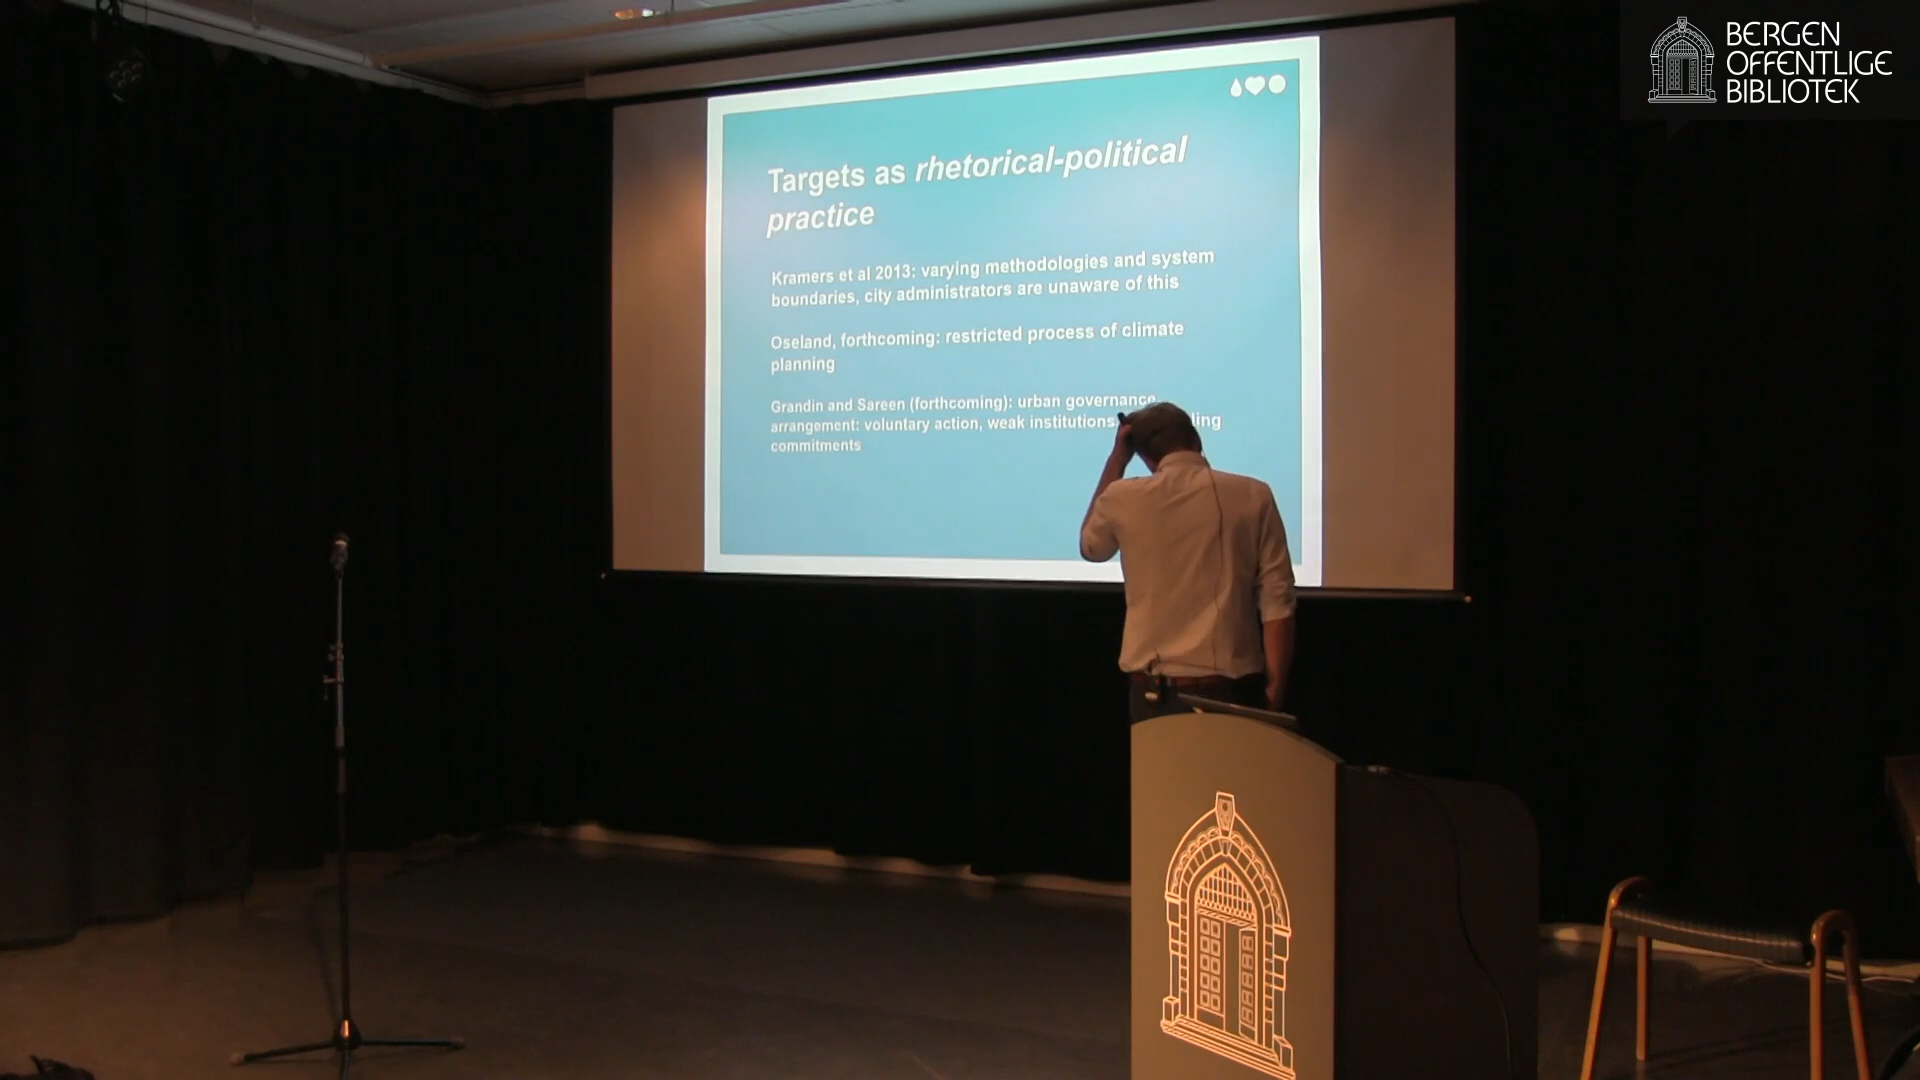 BERGEN
OFFENTLIGE
BIBLIOTEK
Targets as rhetorical-political
practice
Kramers et al 2013: varying methodologies and system
boundaries, city administrators are unaware of this
Oseland, forthcoming: restricted process of climate
planning
Grandin and Sareen (forthcoming): urban governance
arrangement: voluntary action, weak institutions
commitments